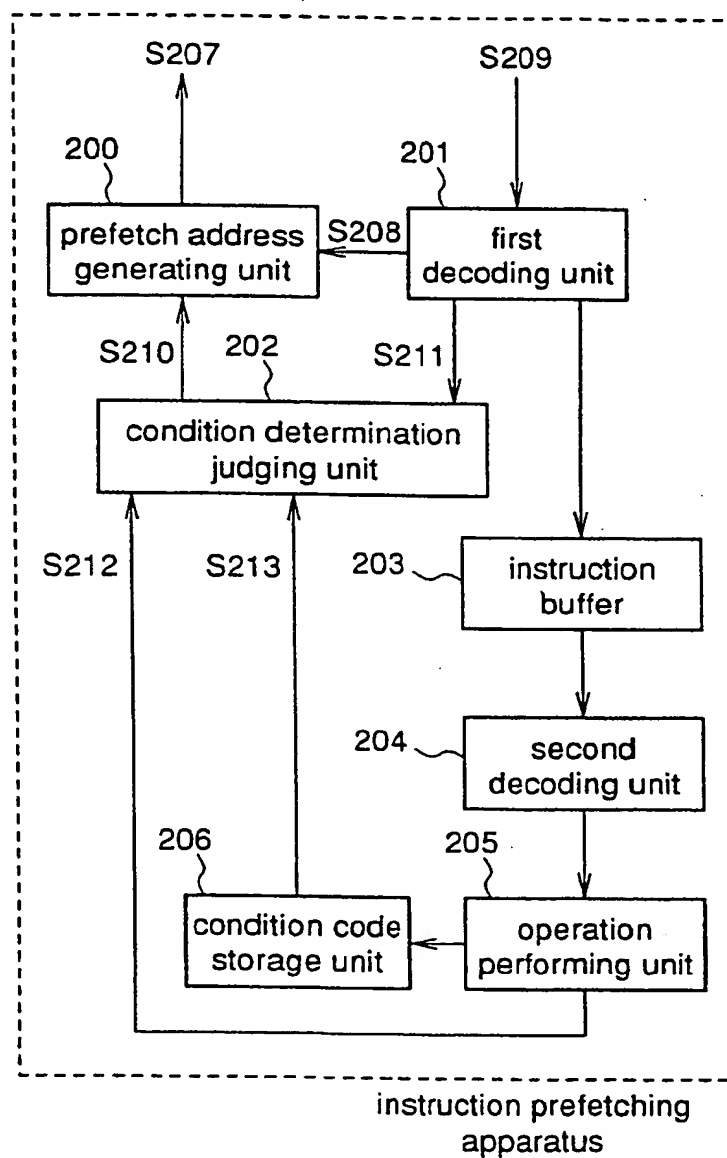 S207
S209
200
201
prefetch address
generating unit
S208
first
decoding unit
S210
202
S211
condition determination
judging unit
S212
S213
203
instruction
buffer
204
second
decoding unit
206
205
condition code
storage unit
operation
performing unit
instruction prefetching
apparatus